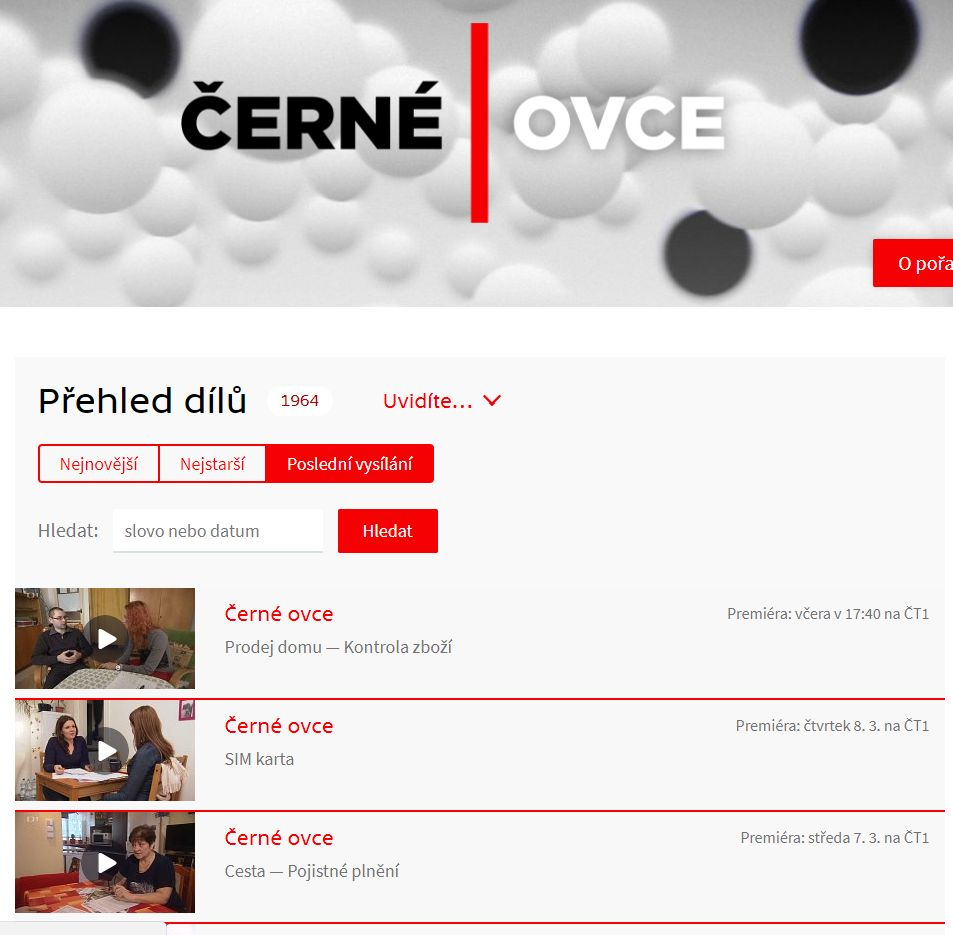 ČERNÉ OVCE
O pořa
Přehled dílů 1964 Uvidíte...
Nejnovější Nejstarší Poslední vysílání
Hledat: slovo nebo datum Hledat
Černé ovce Premiéra: včera v 17:40 na ČT1
Prodej domu — Kontrola zboží
Černé ovce Premiéra: čtvrtek 8. 3. na ČT1
SIM karta
Černé ovce Premiéra: středa 7. 3. na ČT1
Cesta — Pojistné plnění